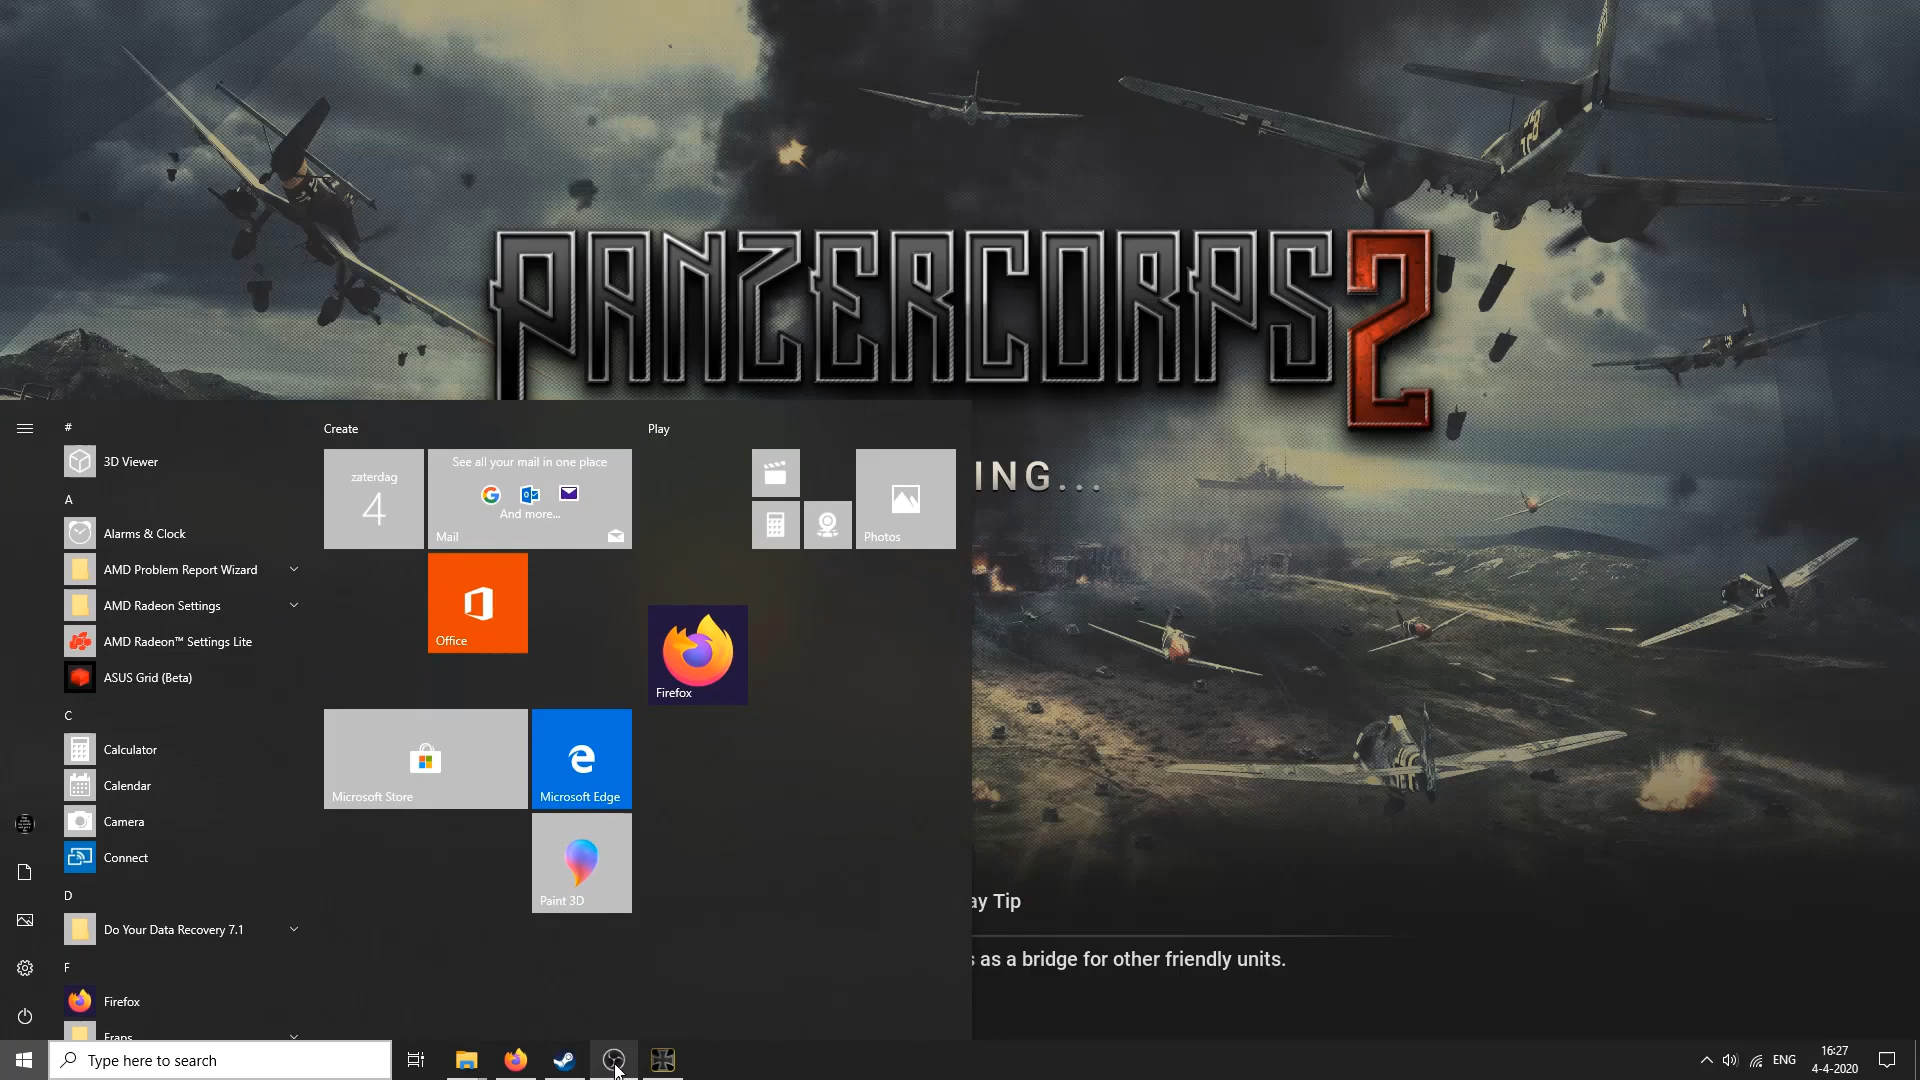 PANZERCORPS 2
ING...
ay Tip
s as a bridge for other friendly units.
#
3D Viewer
A
Alarms & Clock
AMD Problem Report Wizard
AMD Radeon Settings
AMD Radeon™ Settings Lite
ASUS Grid (Beta)
C
Calculator
Calendar
Camera
Connect
D
Do Your Data Recovery 7.1
F
Firefox
Fraps
Create
zaterdag
4
See all your mail in one place
And more...
Mail
Office
Microsoft Store
Microsoft Edge
Paint 3D
Play
Photos
Firefox
Type here to search
ENG
16:27
4-4-2020